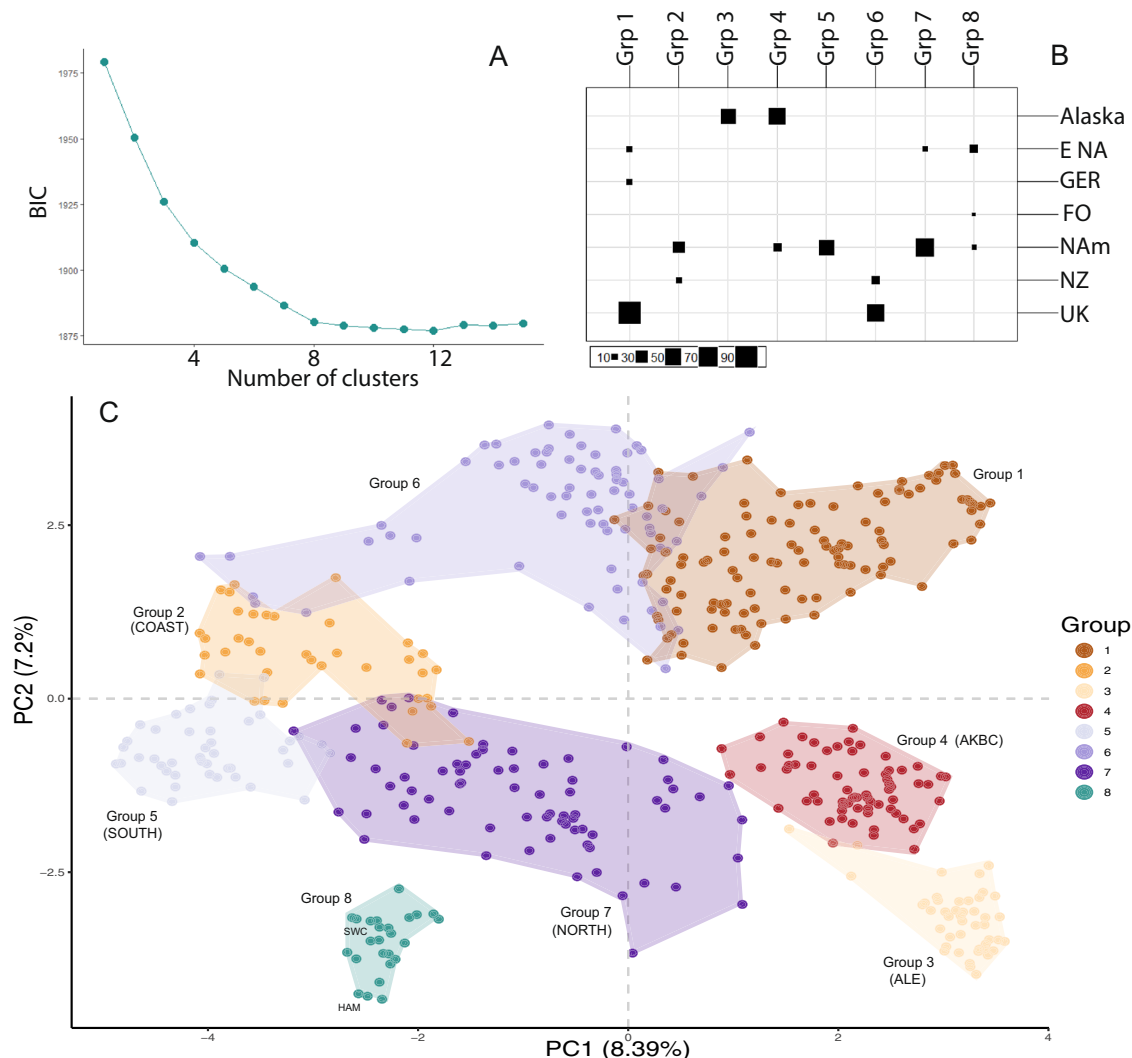 A
1975
1950
1925
1900
1875
BIC
4 8 12
Number of clusters
Grp 1 Grp 2 Grp 3 Grp 4 Grp 5 Grp 6 Grp 7 Grp 8
B
Alaska
E NA
GER
FO
NAm
NZ
UK
10 30 50 70 90
C
Group 6
Group 1
2.5
Group 2
(COAST)
0.0
PC2 (7.2%)
Group 4 (AKBC)
Group 5
(SOUTH)
−2.5
Group 8
SWC
HAM
Group 7
(NORTH)
Group 3
(ALE)
−4 −2 0 2 4
PC1 (8.39%)
Group
1
2
3
4
5
6
7
8